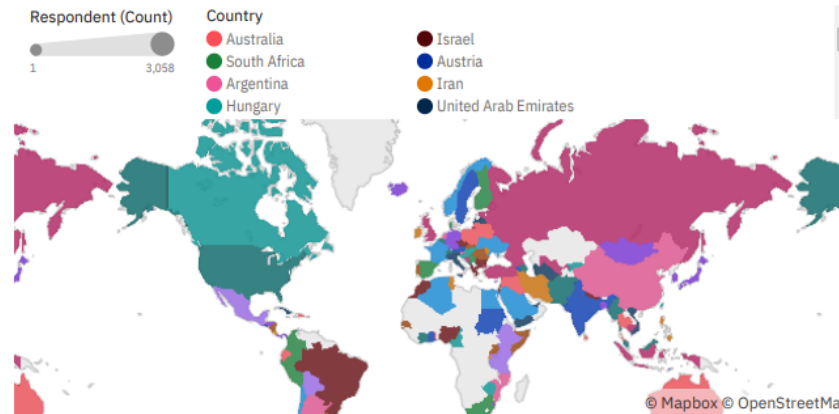 Respondent (Count)
1
3,058
Country
Australia
South Africa
Argentina
Hungary
Israel
Austria
Iran
United Arab Emirates
© Mapbox © OpenStreetMa